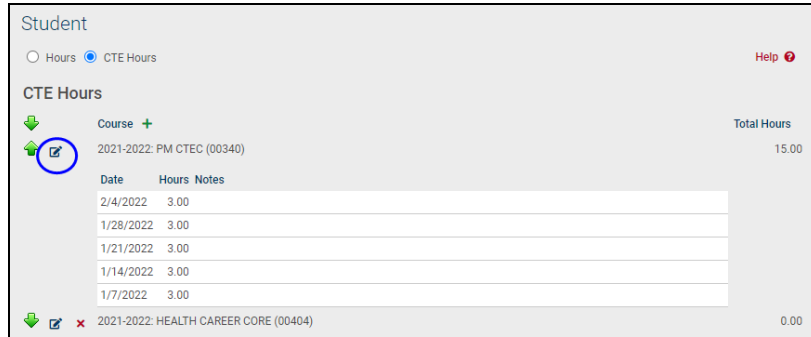 Student
Hours CTE Hours Help
CTE Hours
Course + Total Hours
2021-2022: PM CTEC (00340) 15.00
Date Hours Notes
2/4/2022 3.00
1/28/2022 3.00
1/21/2022 3.00
1/14/2022 3.00
1/7/2022 3.00
2021-2022: HEALTH CAREER CORE (00404) 0.00